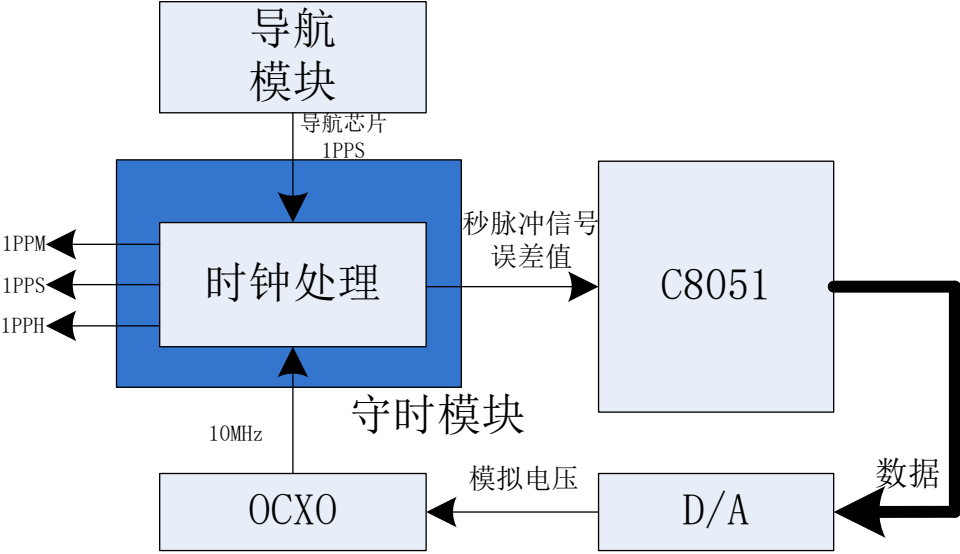 导航
模块
导航芯片
1PPS
1PPM
1PPS
1PPH
时钟处理
秒脉冲信号
误差值
C8051
守时模块
10MHz
OCXO
模拟电压
D/A
数据